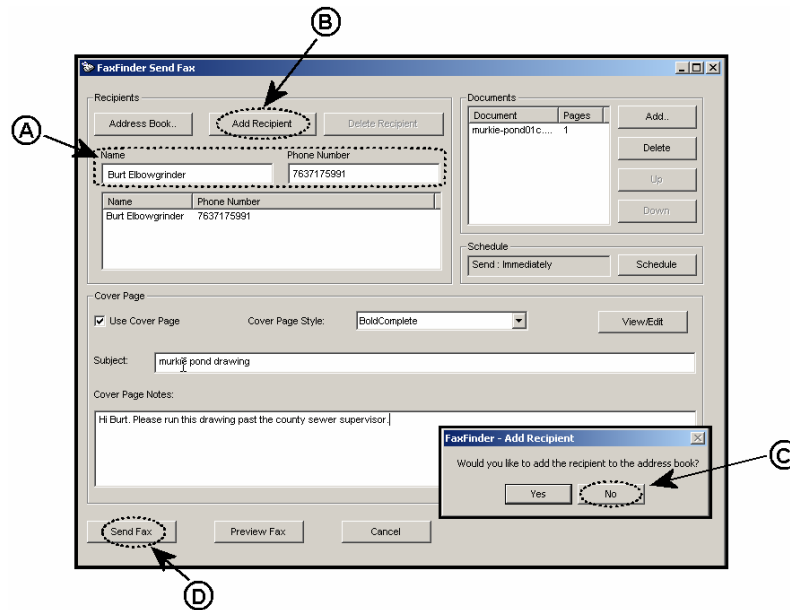 B
FaxFinder Send Fax
Recipients
Address Book..
Add Recipient
Delete Recipient
A
Name
Phone Number
Burt Elbowgrinder
7637175991
Name
Phone Number
Burt Elbowgrinder
7637175991
Documents
Document
Pages
murkie-pond01c....
1
Add..
Delete
Up
Down
Schedule
Send : Immediately
Schedule
Cover Page
Use Cover Page
Cover Page Style:
BoldComplete
View/Edit
Subject:
murkie pond drawing
Cover Page Notes:
Hi Burt. Please run this drawing past the county sewer supervisor.
FaxFinder - Add Recipient
Would you like to add the recipient to the address book?
Yes
No
C
Send Fax
Preview Fax
Cancel
D